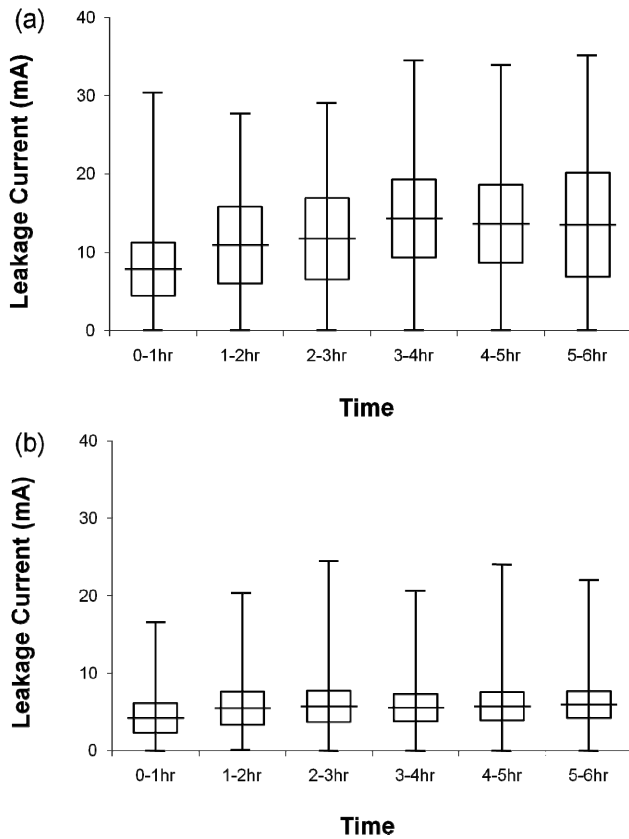 (a)
Leakage Current (mA)
40
30
20
10
0
0-1hr 1-2hr 2-3hr 3-4hr 4-5hr 5-6hr
Time
(b)
Leakage Current (mA)
40
30
20
10
0
0-1hr 1-2hr 2-3hr 3-4hr 4-5hr 5-6hr
Time